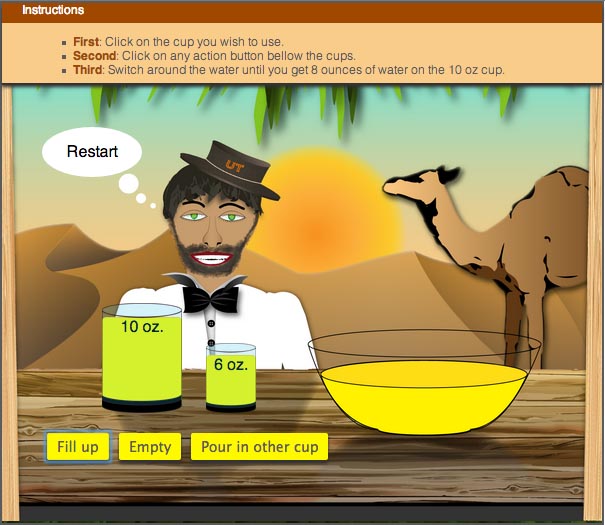 Instructions
First: Click on the cup you wish to use.
Second: Click on any action button bellow the cups.
Third: Switch around the water until you get 8 ounces of water on the 10 oz cup.
Restart
UT
10 oz.
6 oz.
Fill up
Empty
Pour in other cup